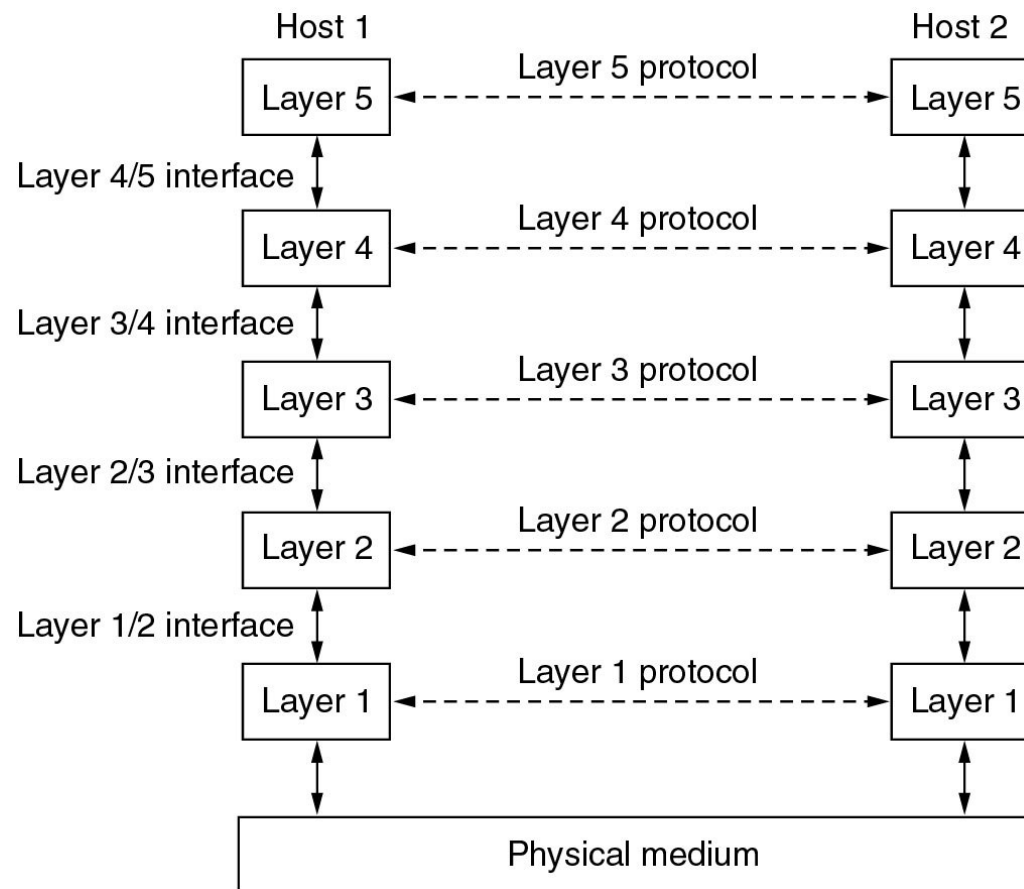 Host 1
Host 2
Layer 5 protocol
Layer 5
Layer 5
Layer 4/5 interface
Layer 4 protocol
Layer 4
Layer 4
Layer 3/4 interface
Layer 3 protocol
Layer 3
Layer 3
Layer 2/3 interface
Layer 2 protocol
Layer 2
Layer 2
Layer 1/2 interface
Layer 1 protocol
Layer 1
Layer 1
Physical medium